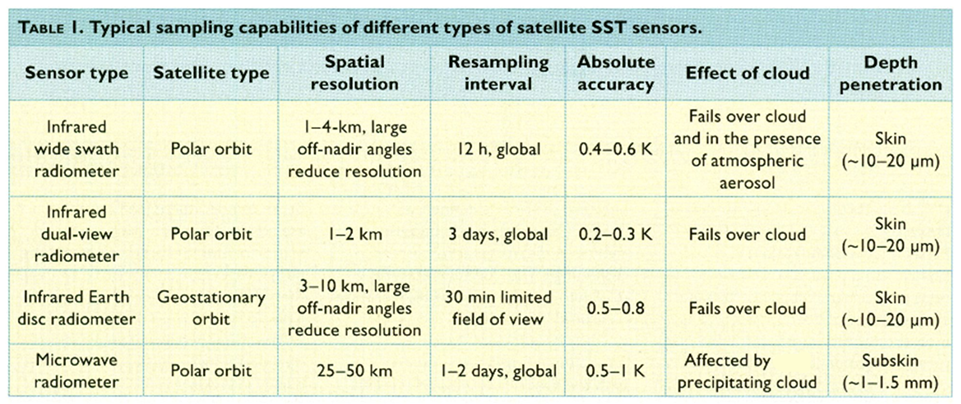 TABLE 1. Typical sampling capabilities of different types of satellite SST sensors.
Sensor type | Satellite type | Spatial resolution | Resampling interval | Absolute accuracy | Effect of cloud | Depth penetration
Infrared wide swath radiometer | Polar orbit | 1–4-km, large off-nadir angles reduce resolution | 12 h, global | 0.4–0.6 K | Fails over cloud and in the presence of atmospheric aerosol | Skin (~10–20 μm)
Infrared dual-view radiometer | Polar orbit | 1–2 km | 3 days, global | 0.2–0.3 K | Fails over cloud | Skin (~10–20 μm)
Infrared Earth disc radiometer | Geostationary orbit | 3–10 km, large off-nadir angles reduce resolution | 30 min limited field of view | 0.5–0.8 | Fails over cloud | Skin (~10–20 μm)
Microwave radiometer | Polar orbit | 25–50 km | 1–2 days, global | 0.5–1 K | Affected by precipitating cloud | Subskin (~1–1.5 mm)